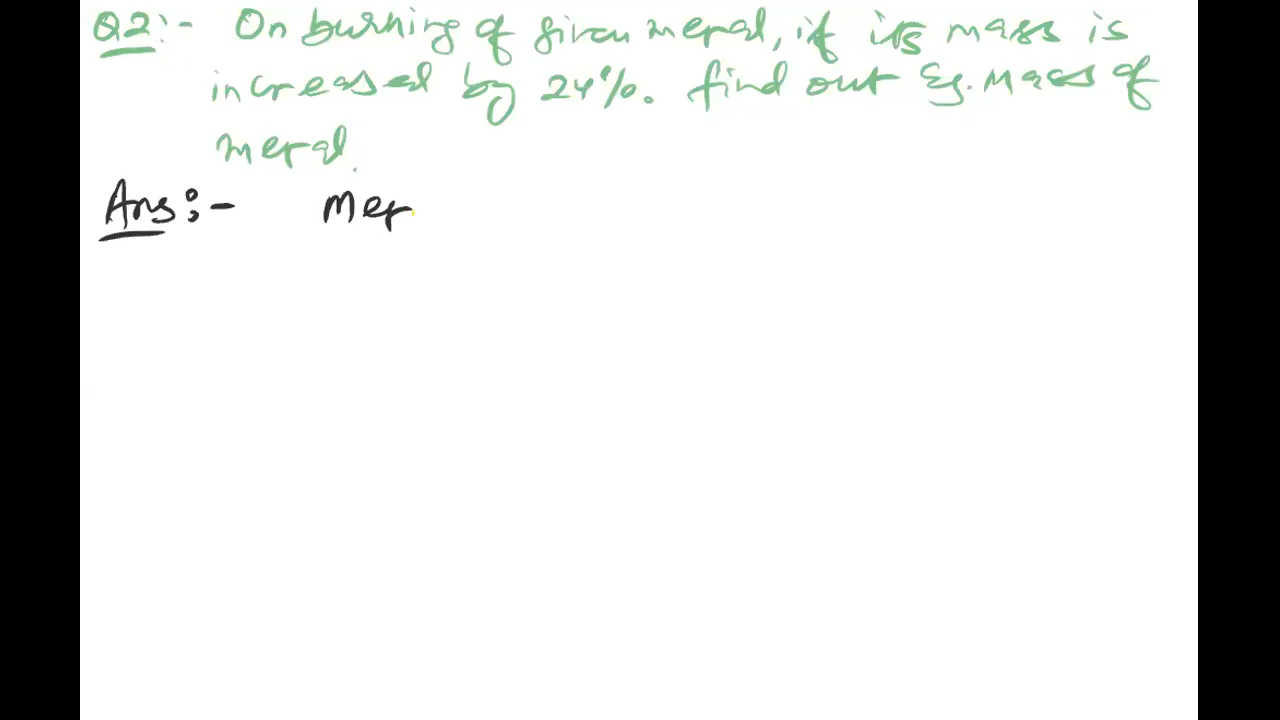 Q2:- On burning of given metal, if its mass is
increased by 24%. find out Eq. mass of
metal.
Ans:- Met